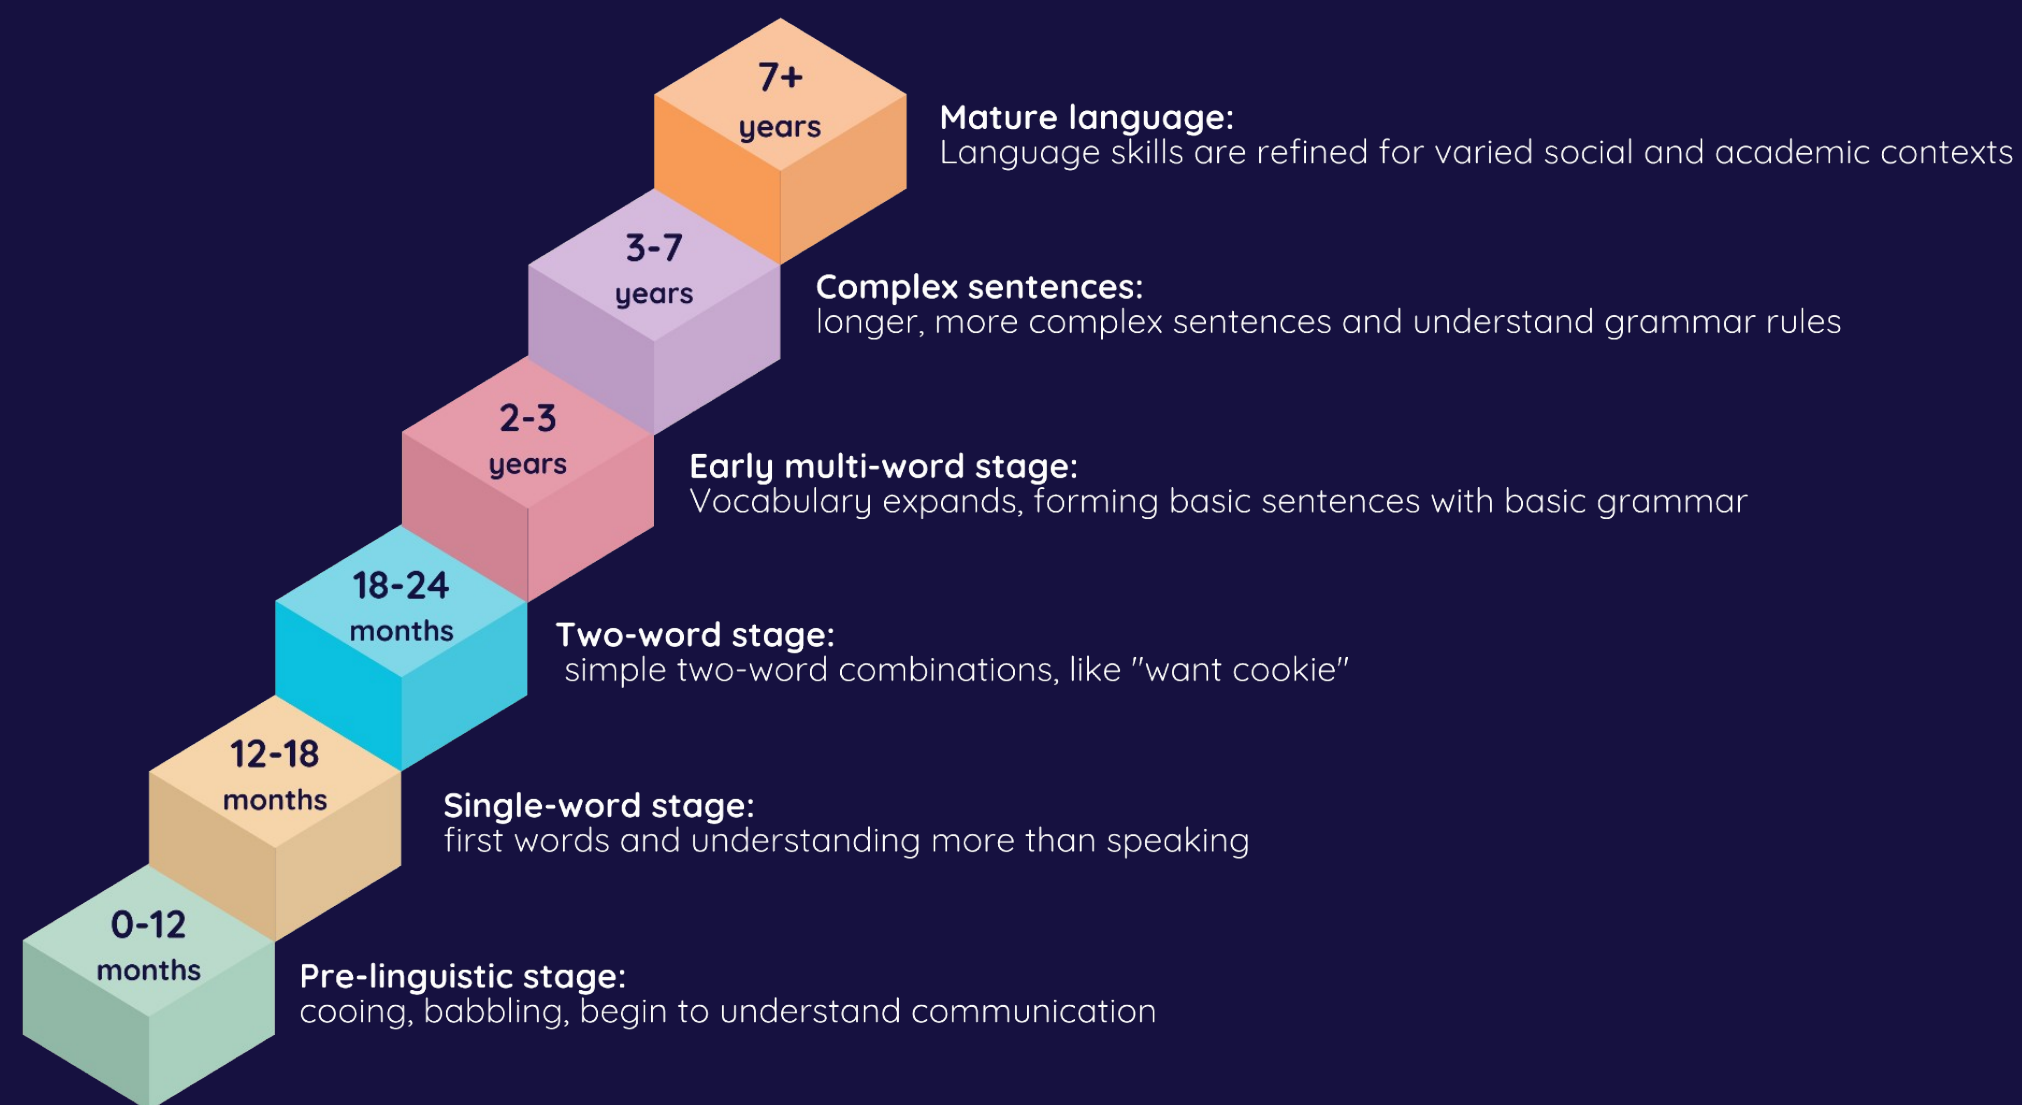 7+
years
Mature language:
Language skills are refined for varied social and academic contexts
3-7
years
Complex sentences:
longer, more complex sentences and understand grammar rules
2-3
years
Early multi-word stage:
Vocabulary expands, forming basic sentences with basic grammar
18-24
months
Two-word stage:
simple two-word combinations, like "want cookie"
12-18
months
Single-word stage:
first words and understanding more than speaking
0-12
months
Pre-linguistic stage:
cooing, babbling, begin to understand communication